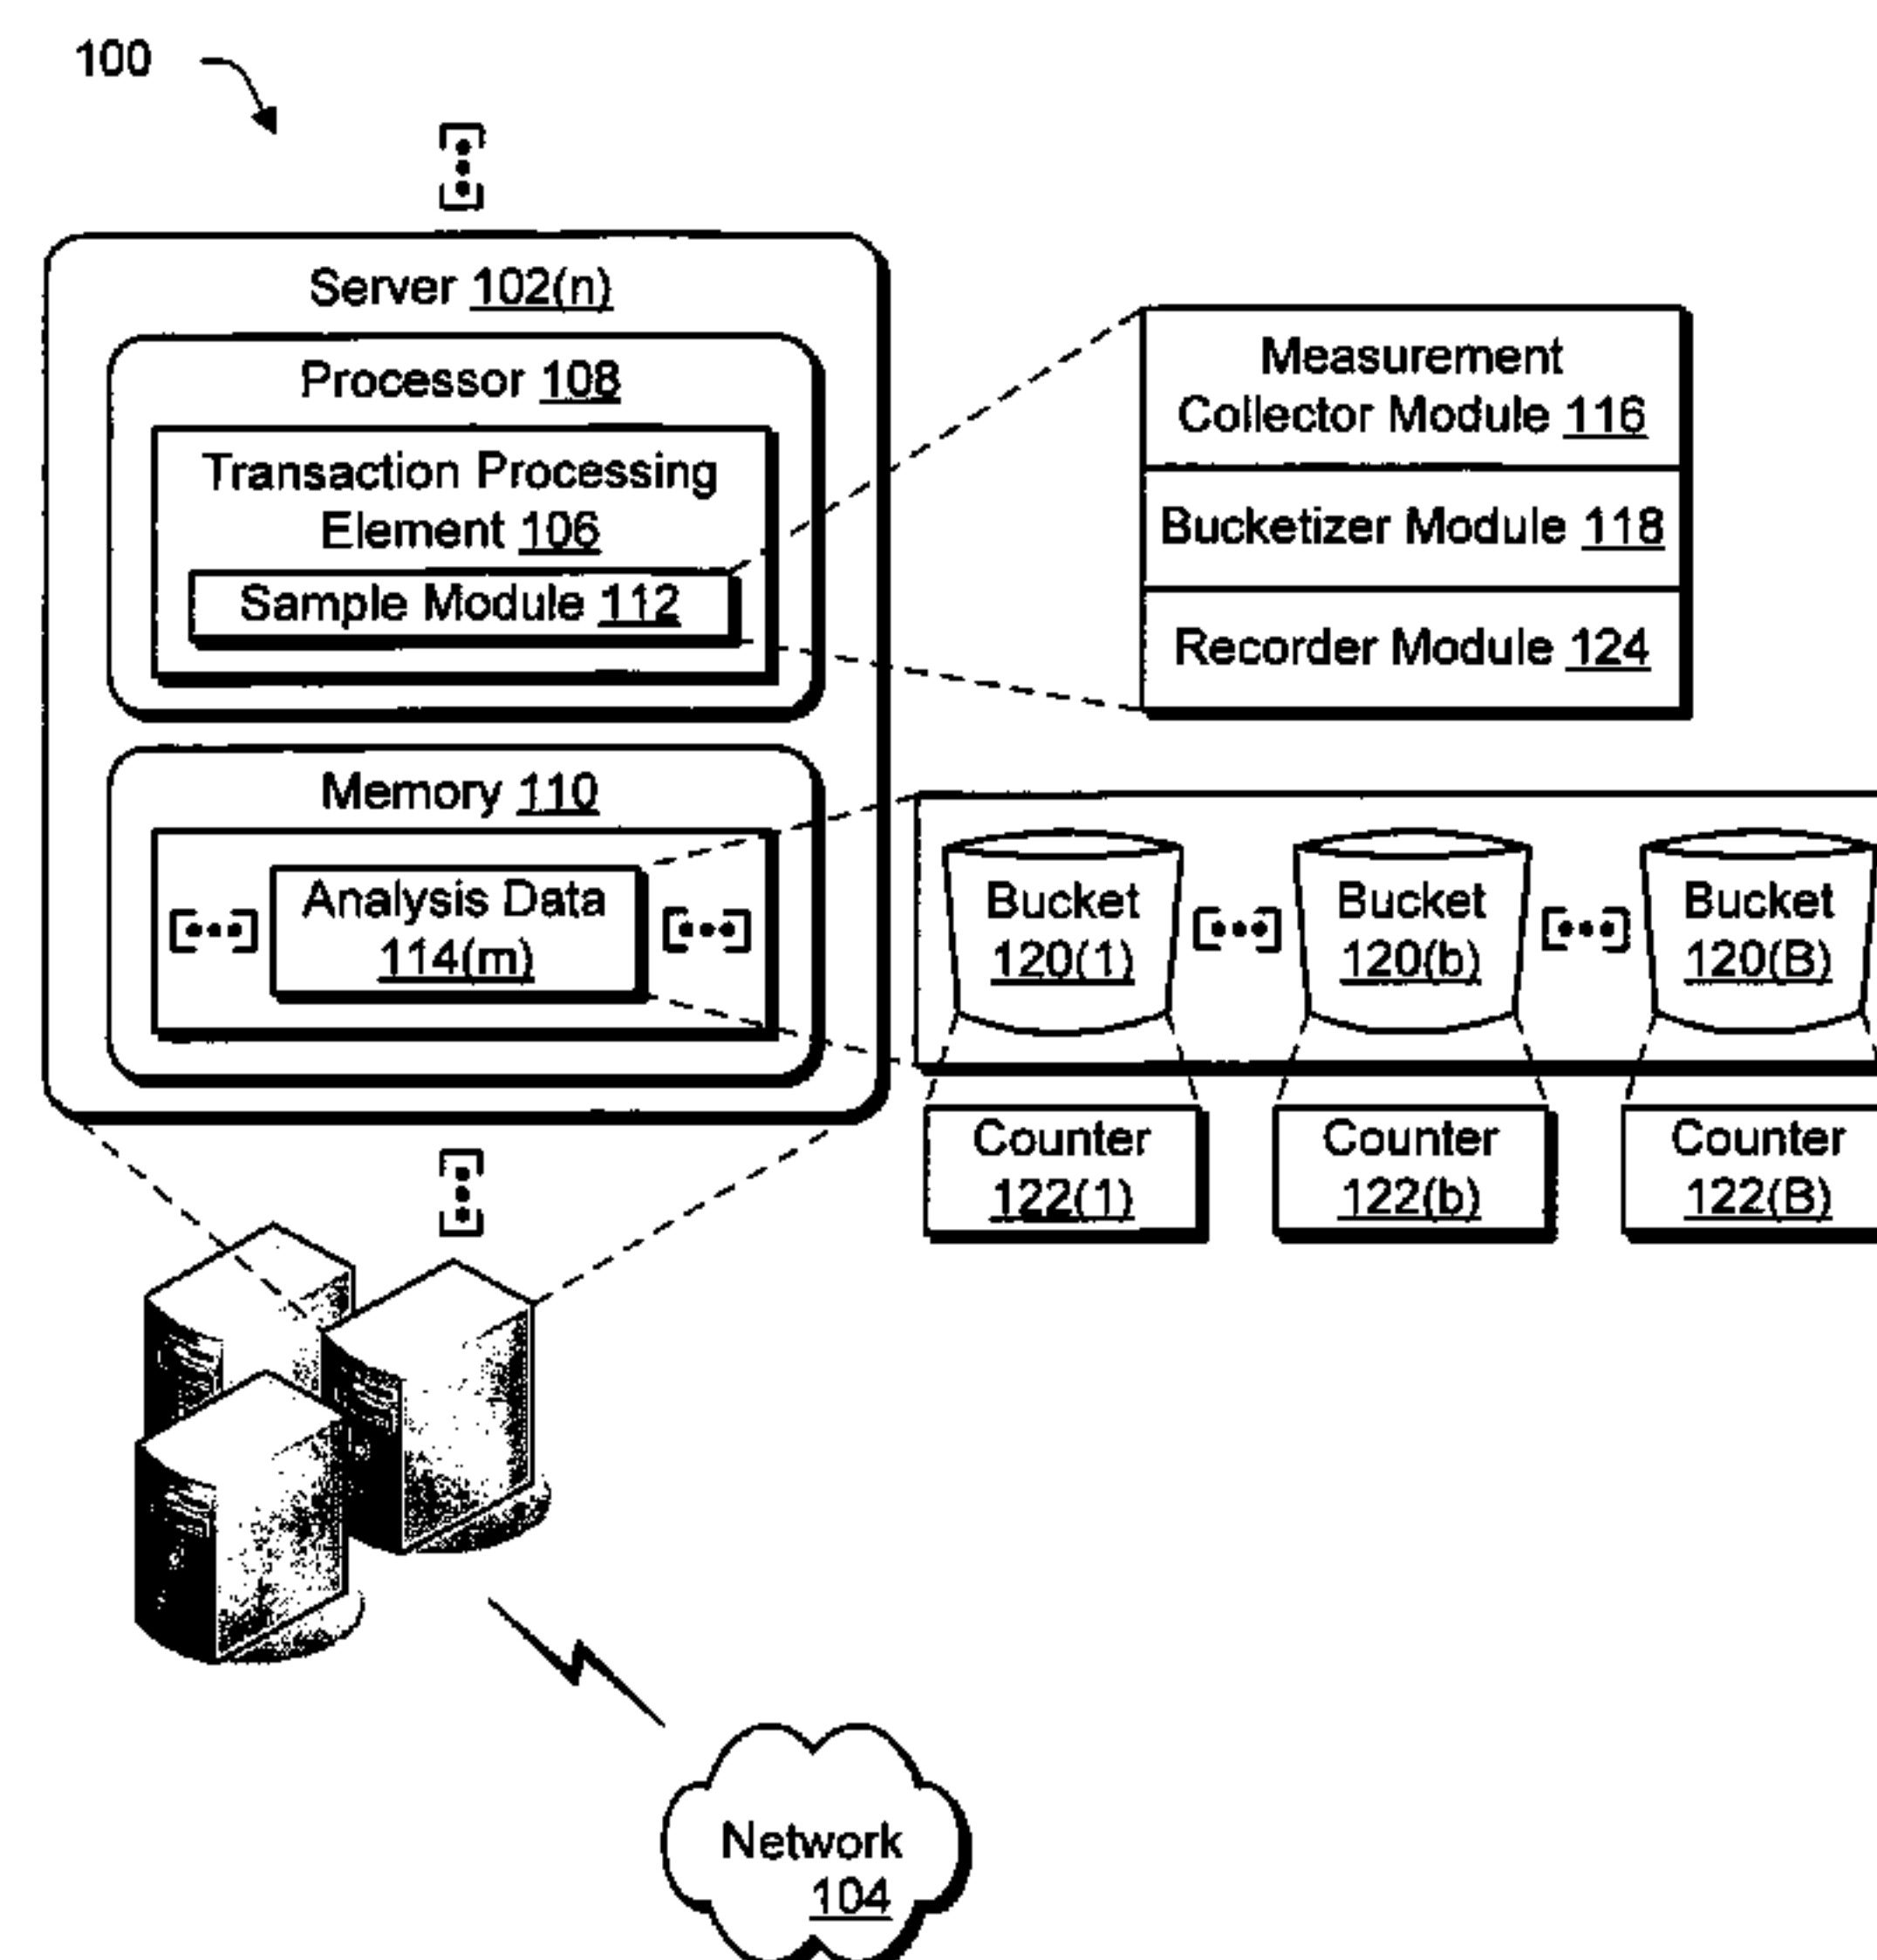 100
Server 102(n)
Processor 108
Transaction Processing
Element 106
Sample Module 112
Measurement
Collector Module 116
Bucketizer Module 118
Recorder Module 124
Memory 110
Analysis Data
114(m)
Bucket
120(1)
Bucket
120(b)
Bucket
120(B)
Counter
122(1)
Counter
122(b)
Counter
122(B)
Network
104